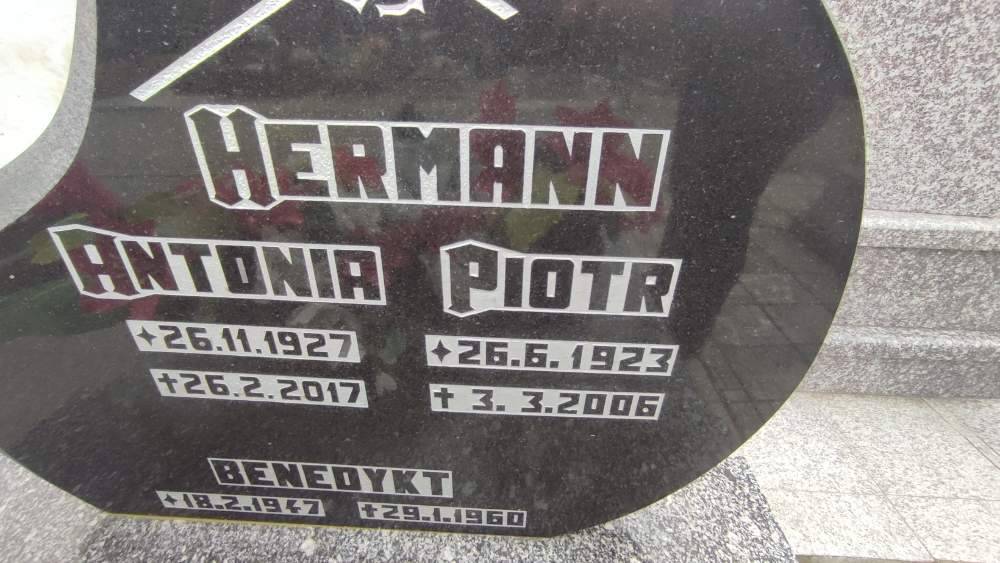 HERMANN
ANTONIA PIOTR
✦26.11.1927 ✦26.6.1923
†26.2.2017 † 3. 3.2006
BENEDYKT
✦18.2.1947 †29.1.1960